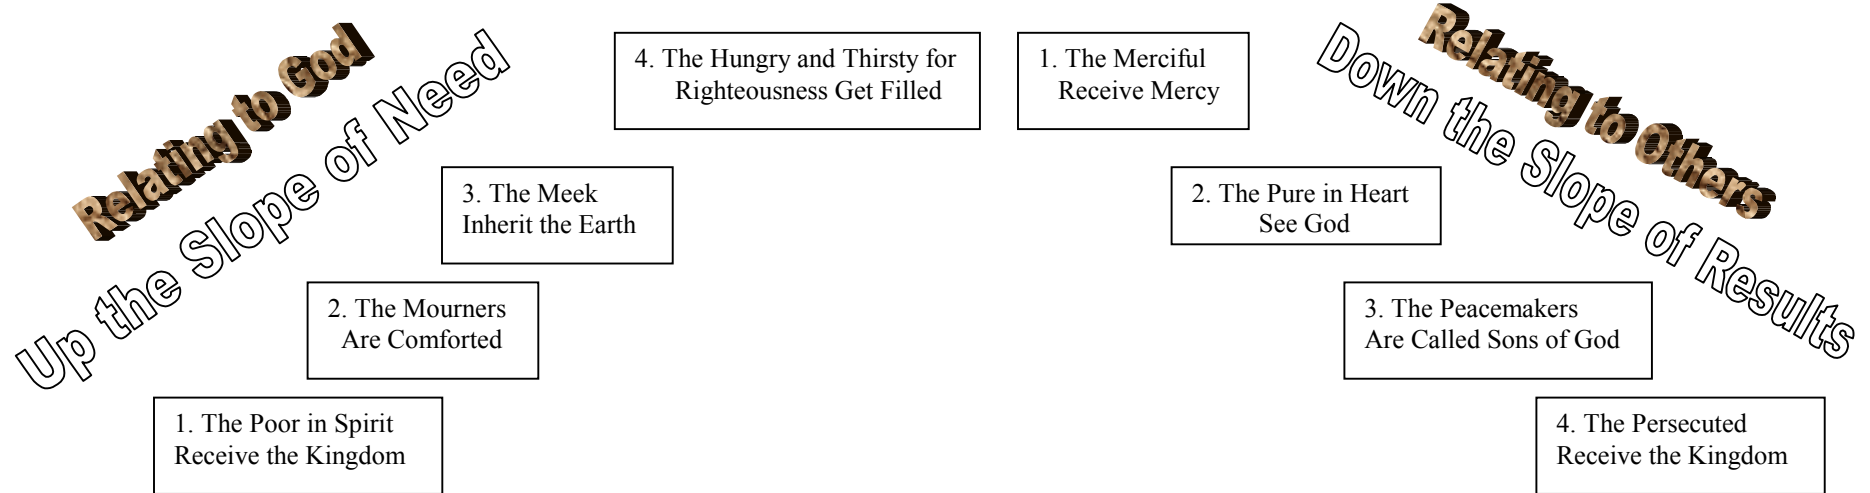 Relating to God
Up the Slope of Need
4. The Hungry and Thirsty for
Righteousness Get Filled
3. The Meek
Inherit the Earth
2. The Mourners
Are Comforted
1. The Poor in Spirit
Receive the Kingdom
Relating to Others
Down the Slope of Results
1. The Merciful
Receive Mercy
2. The Pure in Heart
See God
3. The Peacemakers
Are Called Sons of God
4. The Persecuted
Receive the Kingdom